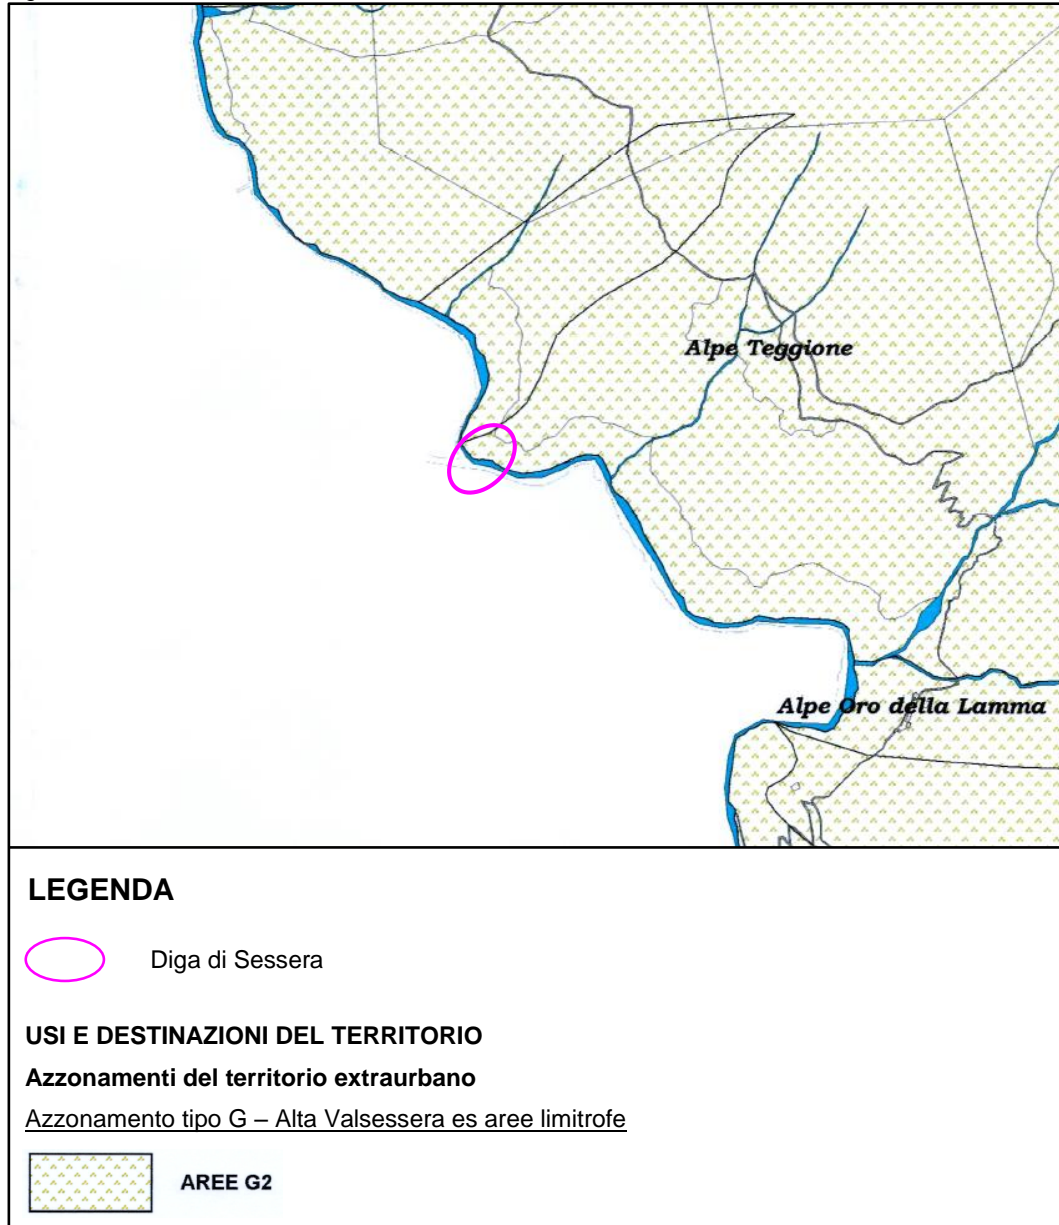 Alpe Teggione
Alpe Oro della Lamma
LEGENDA
Diga di Sessera
USI E DESTINAZIONI DEL TERRITORIO
Azzonamenti del territorio extraurbano
Azzonamento tipo G – Alta Valsessera es aree limitrofe
AREE G2